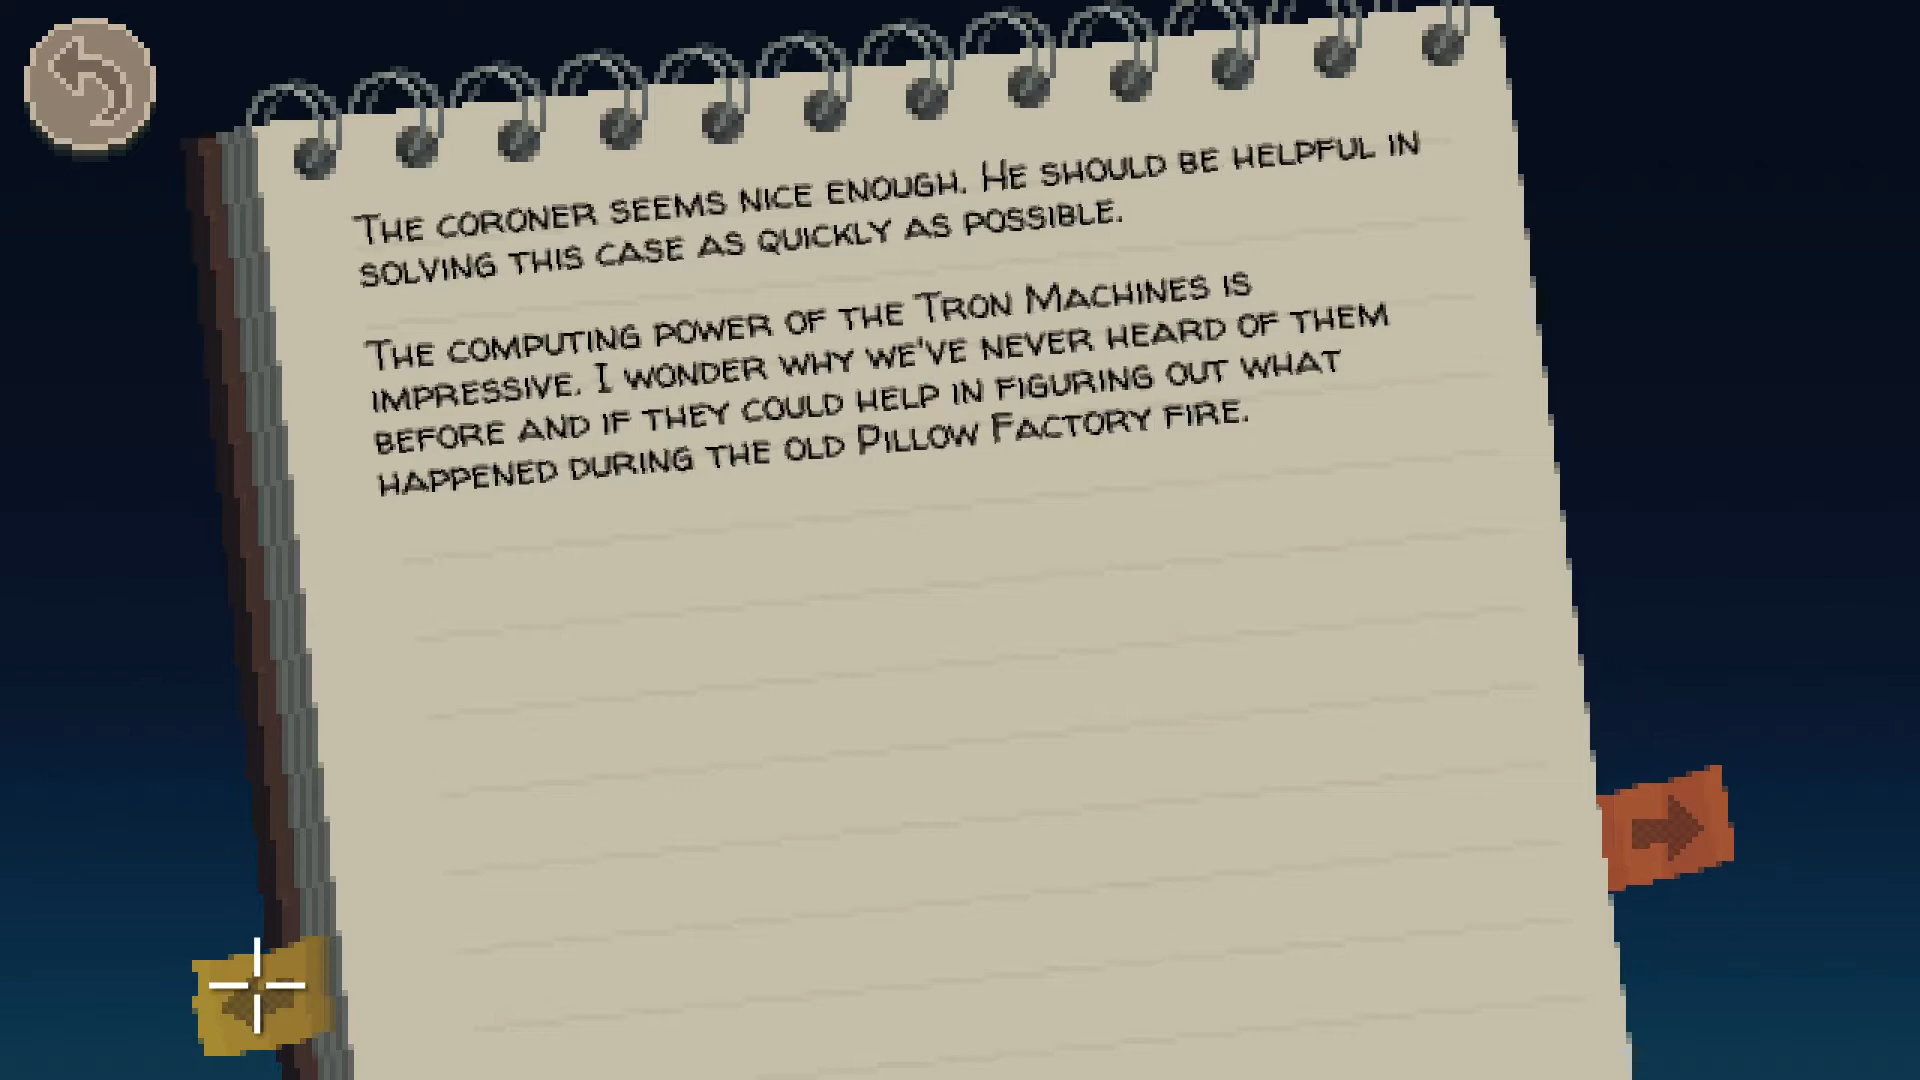 The coroner seems nice enough. He should be helpful in
solving this case as quickly as possible.
The computing power of the Tron Machines is
impressive. I wonder why we've never heard of them
before and if they could help in figuring out what
happened during the old Pillow Factory fire.